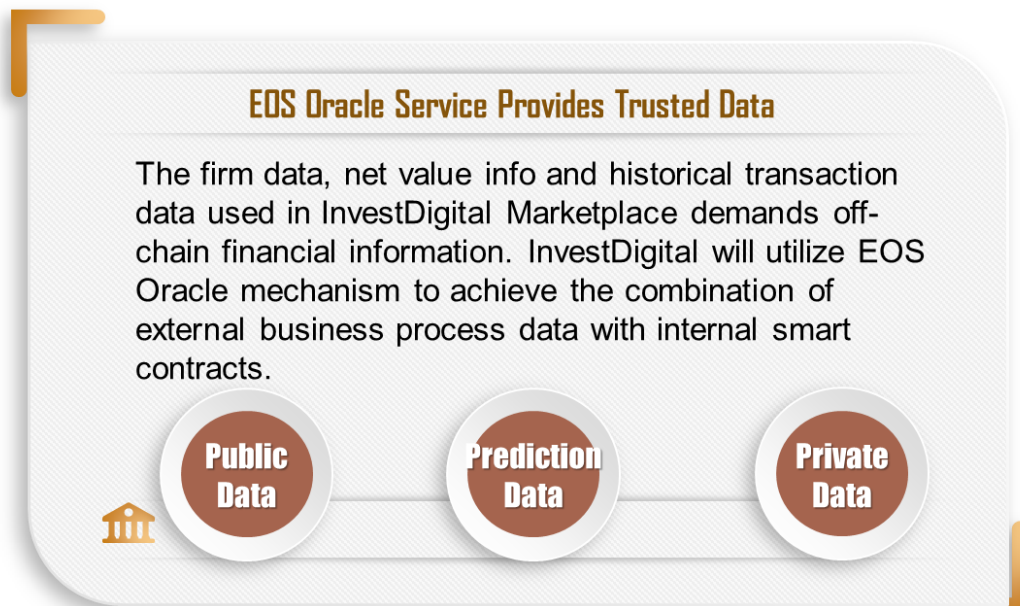 EOS Oracle Service Provides Trusted Data
The firm data, net value info and historical transaction
data used in InvestDigital Marketplace demands off-
chain financial information. InvestDigital will utilize EOS
Oracle mechanism to achieve the combination of
external business process data with internal smart
contracts.
Public
Data
Prediction
Data
Private
Data